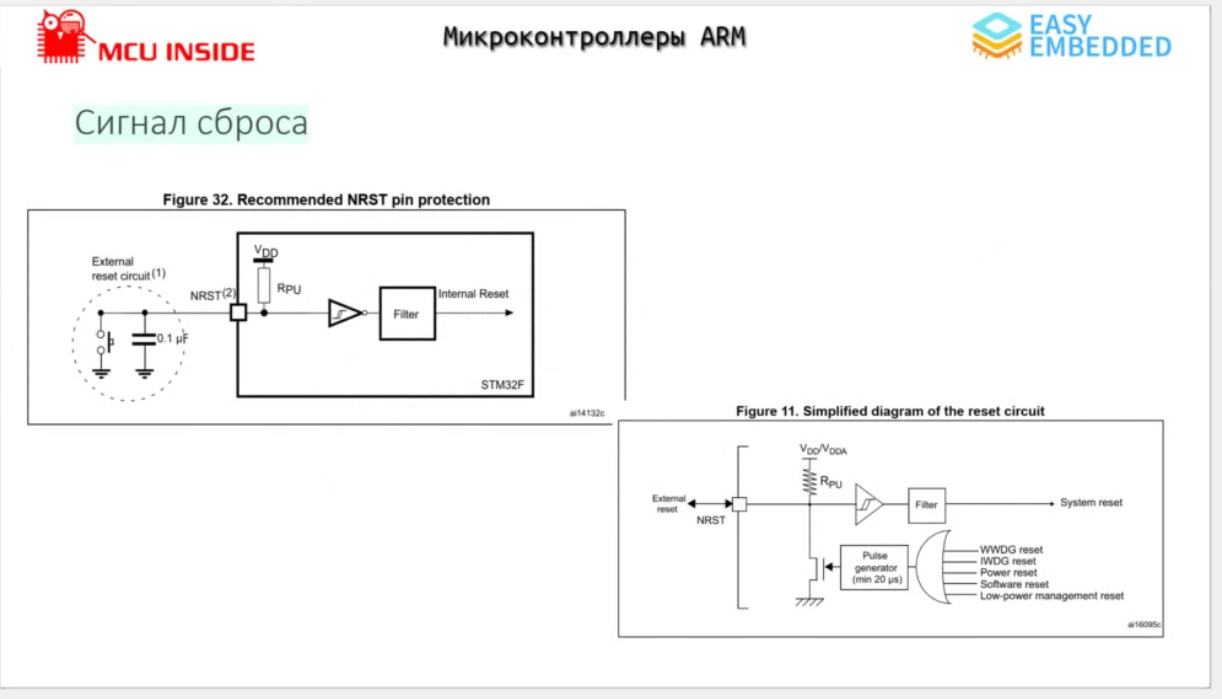 MCU INSIDE
Микроконтроллеры ARM
EASY
EMBEDDED
Сигнал сброса
Figure 32. Recommended NRST pin protection
External
reset circuit(1)
NRST(2)
VDD
RPU
Filter
Internal Reset
0.1 µF
STM32F
ai14132c
Figure 11. Simplified diagram of the reset circuit
VDD/VDDA
RPU
External
reset
NRST
Filter
System reset
Pulse
generator
(min 20 µs)
WWDG reset
IWDG reset
Power reset
Software reset
Low-power management reset
ai16095c